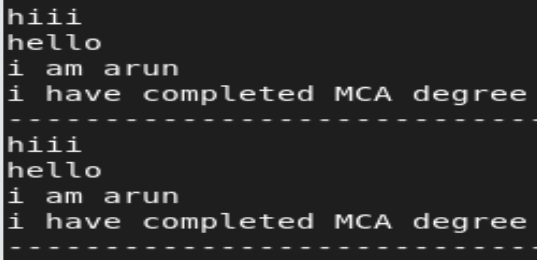 hiii
hello
i am arun
i have completed MCA degree
----------------------------
hiii
hello
i am arun
i have completed MCA degree
----------------------------